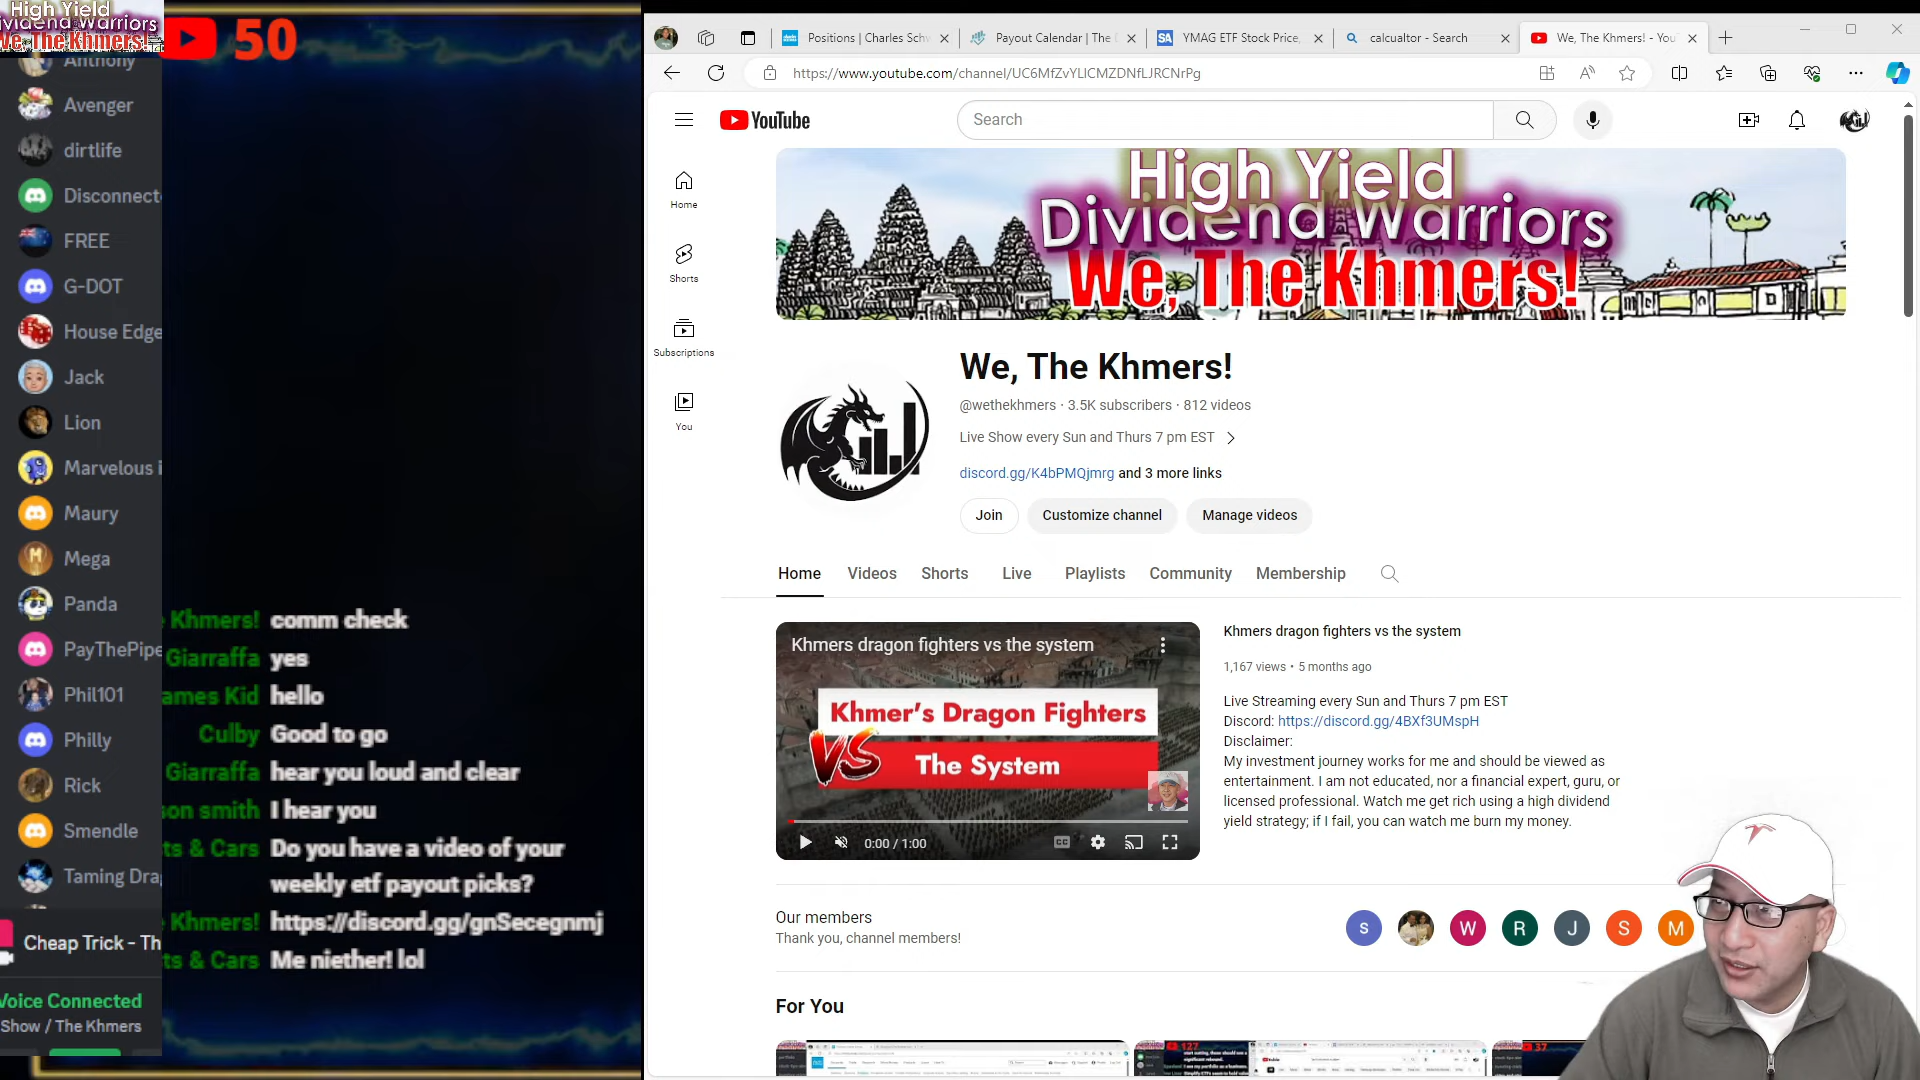 High Yield
Dividend Warriors
We, The Khmers!
50
Anthony
Avenger
dirtlife
Disconnect
FREE
G-DOT
House Edge
Jack
Lion
Marvelous
Maury
Mega
Panda
PayThePipe
Phil101
Philly
Rick
Smendle
Taming Dra
Cheap Trick - Th
Voice Connected
Show / The Khmers
Khmers! comm check
Giarraffa yes
ames Kid hello
Culby Good to go
Giarraffa hear you loud and clear
son smith I hear you
ts & Cars Do you have a video of your
weekly etf payout picks?
Khmers! https://discord.gg/gnSecegnmj
ts & Cars Me niether! lol
Positions | Charles Schw
Payout Calendar | The
YMAG ETF Stock Price,
calcualtor - Search
We, The Khmers! - You
https://www.youtube.com/channel/UC6MfZvYLlCMZDNfLJRCNrPg
YouTube
Search
Home
Shorts
Subscriptions
You
High Yield
Dividend Warriors
We, The Khmers!
We, The Khmers!
@wethekhmers · 3.5K subscribers · 812 videos
Live Show every Sun and Thurs 7 pm EST
discord.gg/K4bPMQjmrg and 3 more links
Join
Customize channel
Manage videos
Home
Videos
Shorts
Live
Playlists
Community
Membership
Khmers dragon fighters vs the system
Khmer's Dragon Fighters
VS
The System
0:00 / 1:00
CC
Khmers dragon fighters vs the system
1,167 views • 5 months ago
Live Streaming every Sun and Thurs 7 pm EST
Discord: https://discord.gg/4BXf3UMspH
Disclaimer:
My investment journey works for me and should be viewed as
entertainment. I am not educated, nor a financial expert, guru, or
licensed professional. Watch me get rich using a high dividend
yield strategy; if I fail, you can watch me burn my money.
Our members
Thank you, channel members!
S
W
R
J
S
M
For You
127
37